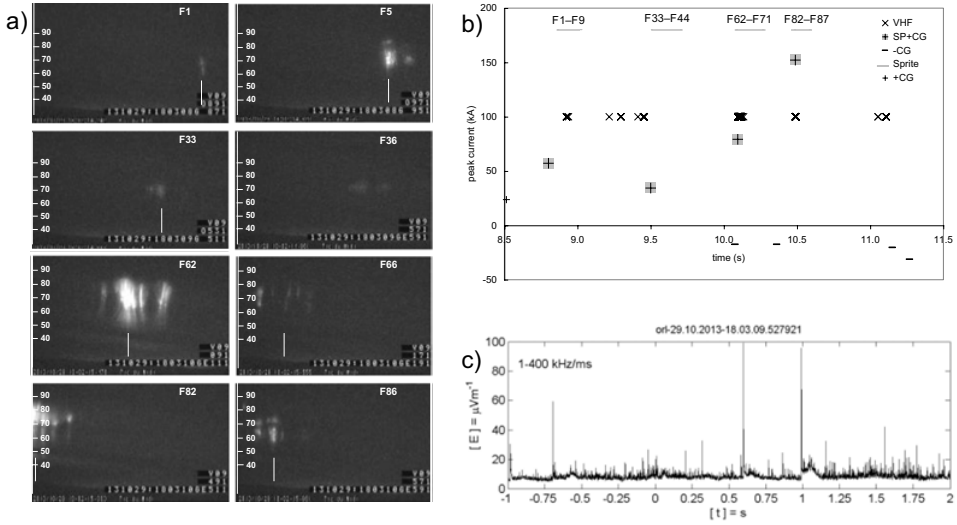 a)
F1
90
80
70
60
50
40
F5
90
80
70
60
50
40
F33
90
80
70
60
50
40
F36
90
80
70
60
50
40
F62
90
80
70
60
50
40
F66
90
80
70
60
50
40
F82
90
80
70
60
50
40
F86
90
80
70
60
50
40
b)
F1–F9 F33–F44 F62–F71 F82–F87
VHF
SP+CG
-CG
Sprite
+CG
peak current (kA)
200
150
100
50
0
-50
8.5 9.0 9.5 10.0 10.5 11.0 11.5
time (s)
c)
orl-29.10.2013-18.03.09.527921
1-400 kHz/ms
[ E ] = µVm-1
100
80
60
40
20
0
-1 -0.75 -0.5 -0.25 0 0.25 0.5 0.75 1 1.25 1.5 1.75 2
[ t ] = s